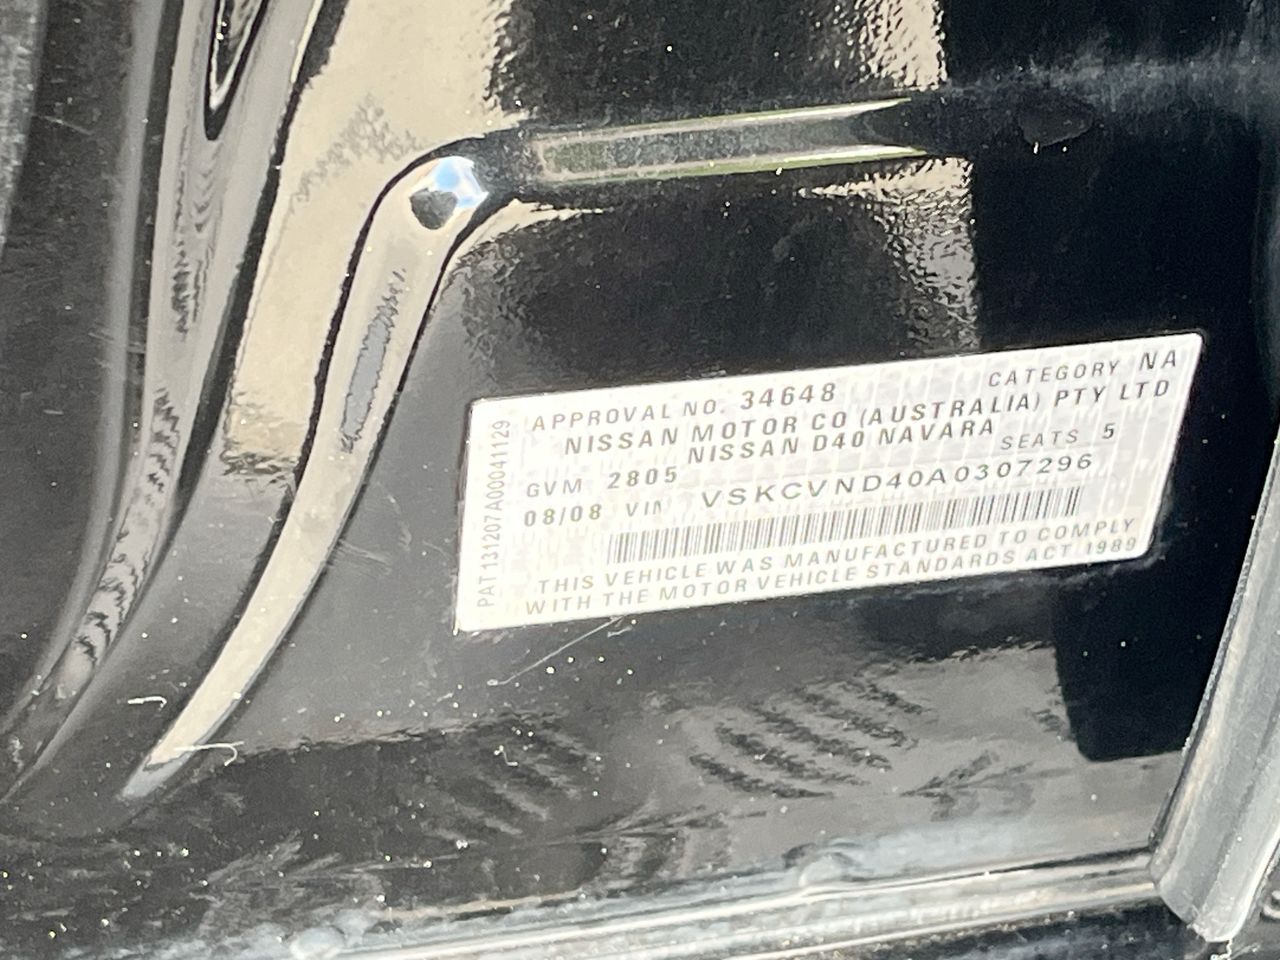 APPROVAL NO. 34648 CATEGORY NA
NISSAN MOTOR CO (AUSTRALIA) PTY LTD
NISSAN D40 NAVARA
GVM 2805 SEATS 5
08/08 VIN VSKCVND40A0307296
THIS VEHICLE WAS MANUFACTURED TO COMPLY
WITH THE MOTOR VEHICLE STANDARDS ACT 1989
PAT 131207A00041129